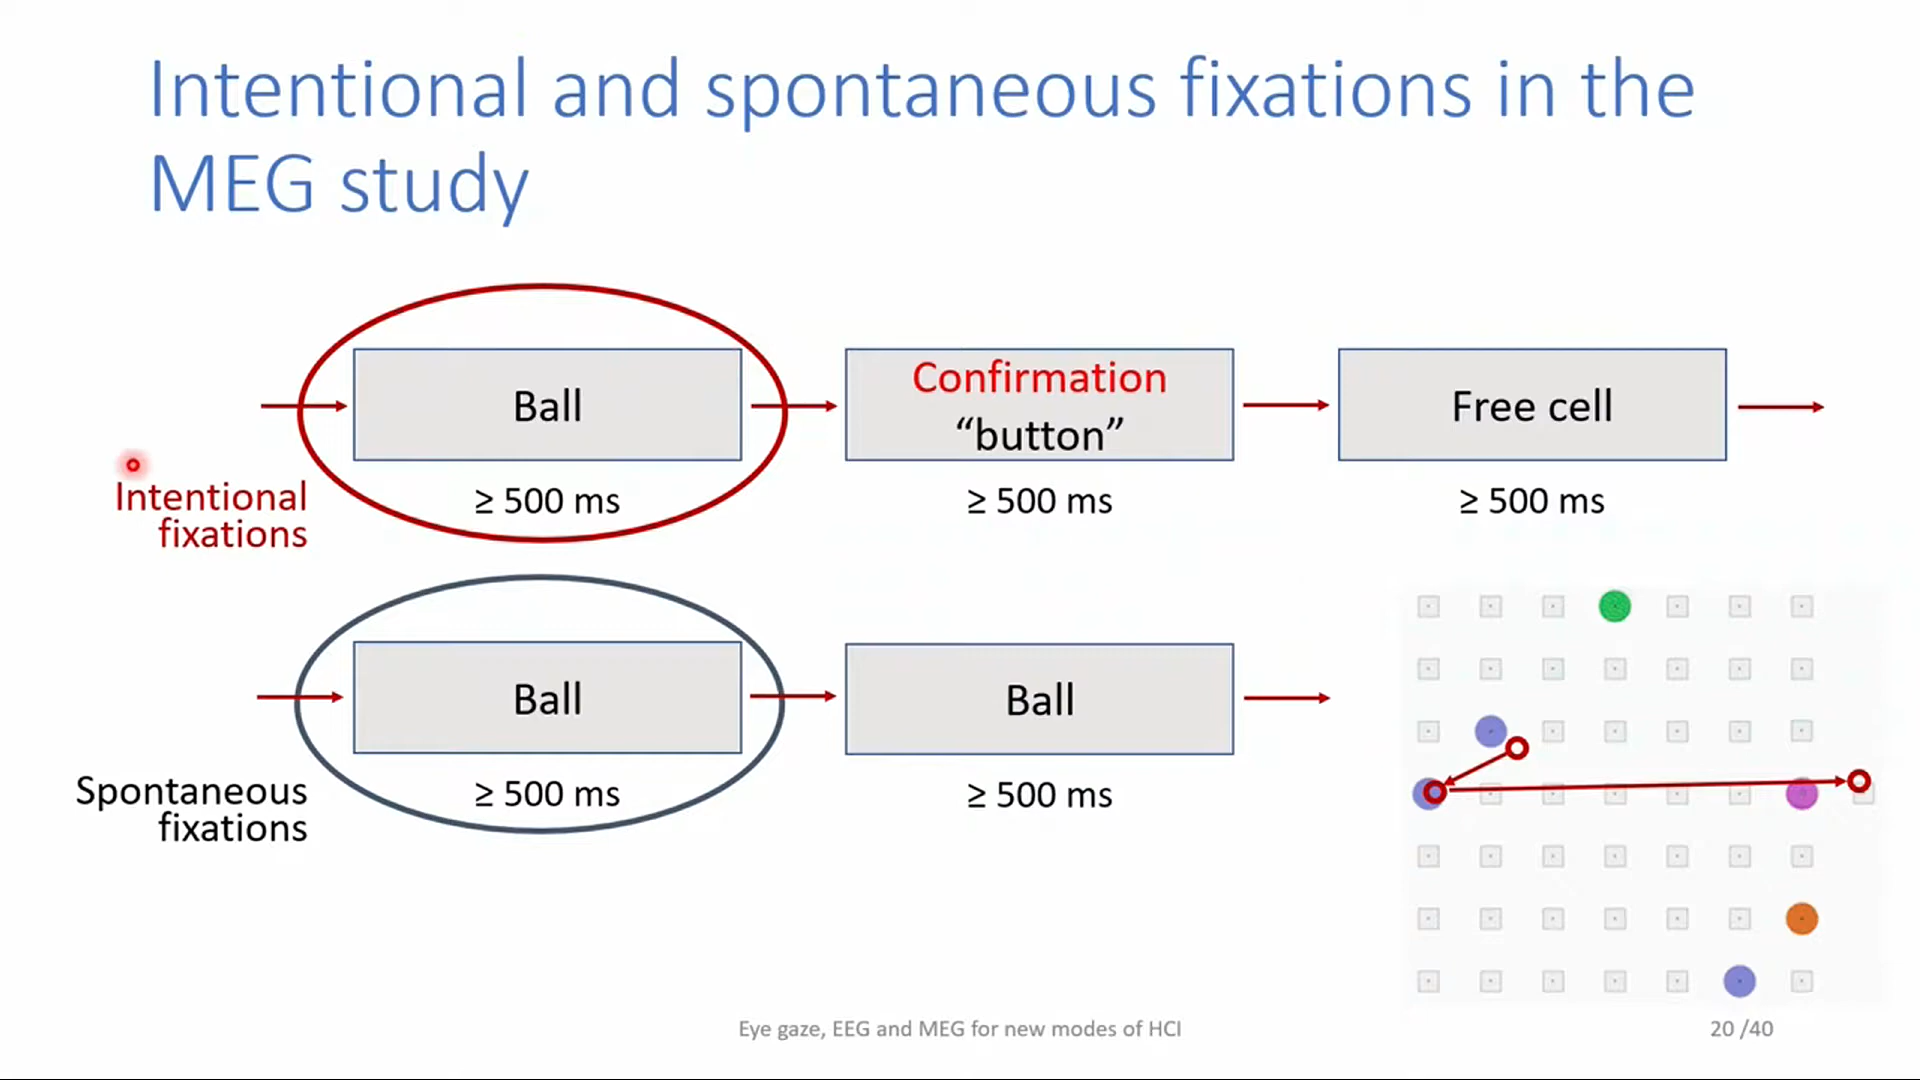 Intentional and spontaneous fixations in the
MEG study
Ball
Confirmation
“button”
Free cell
Intentional
fixations
≥ 500 ms
≥ 500 ms
≥ 500 ms
Ball
Ball
Spontaneous
fixations
≥ 500 ms
≥ 500 ms
Eye gaze, EEG and MEG for new modes of HCI
20 /40